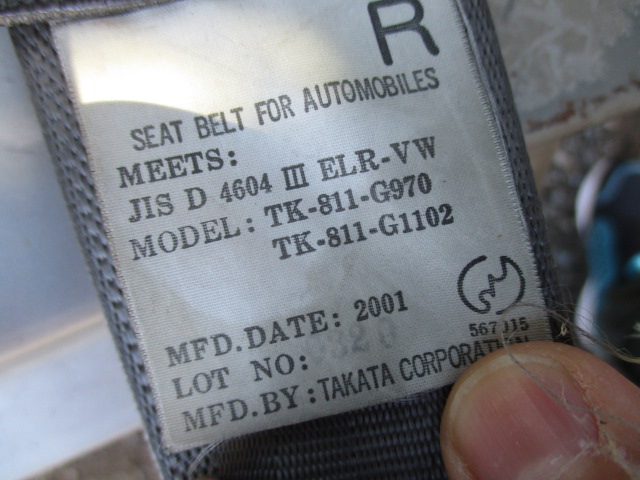 R
SEAT BELT FOR AUTOMOBILES
MEETS:
JIS D 4604 III ELR-VW
MODEL: TK-811-G970
TK-811-G1102
MFD.DATE: 2001
LOT NO:
MFD.BY: TAKATA CORPORATION